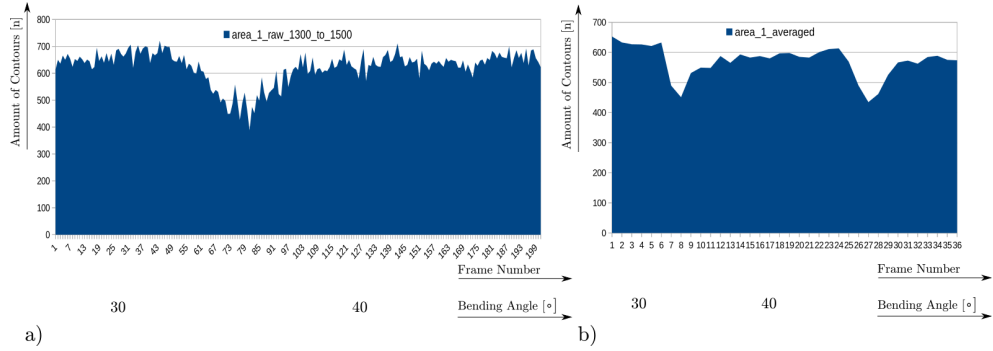 Amount of Contours [n]
800
700
600
500
400
300
200
100
0
area_1_raw_1300_to_1500
1 7 13 19 25 31 37 43 49 55 61 67 73 79 85 91 97 103 109 115 121 127 133 139 145 151 157 163 169 175 181 187 193 199
Frame Number
30 40 Bending Angle [∘]
a)
Amount of Contours [n]
700
600
500
400
300
200
100
0
area_1_averaged
1 2 3 4 5 6 7 8 9 10 11 12 13 14 15 16 17 18 19 20 21 22 23 24 25 26 27 28 29 30 31 32 33 34 35 36
Frame Number
30 40 Bending Angle [∘]
b)